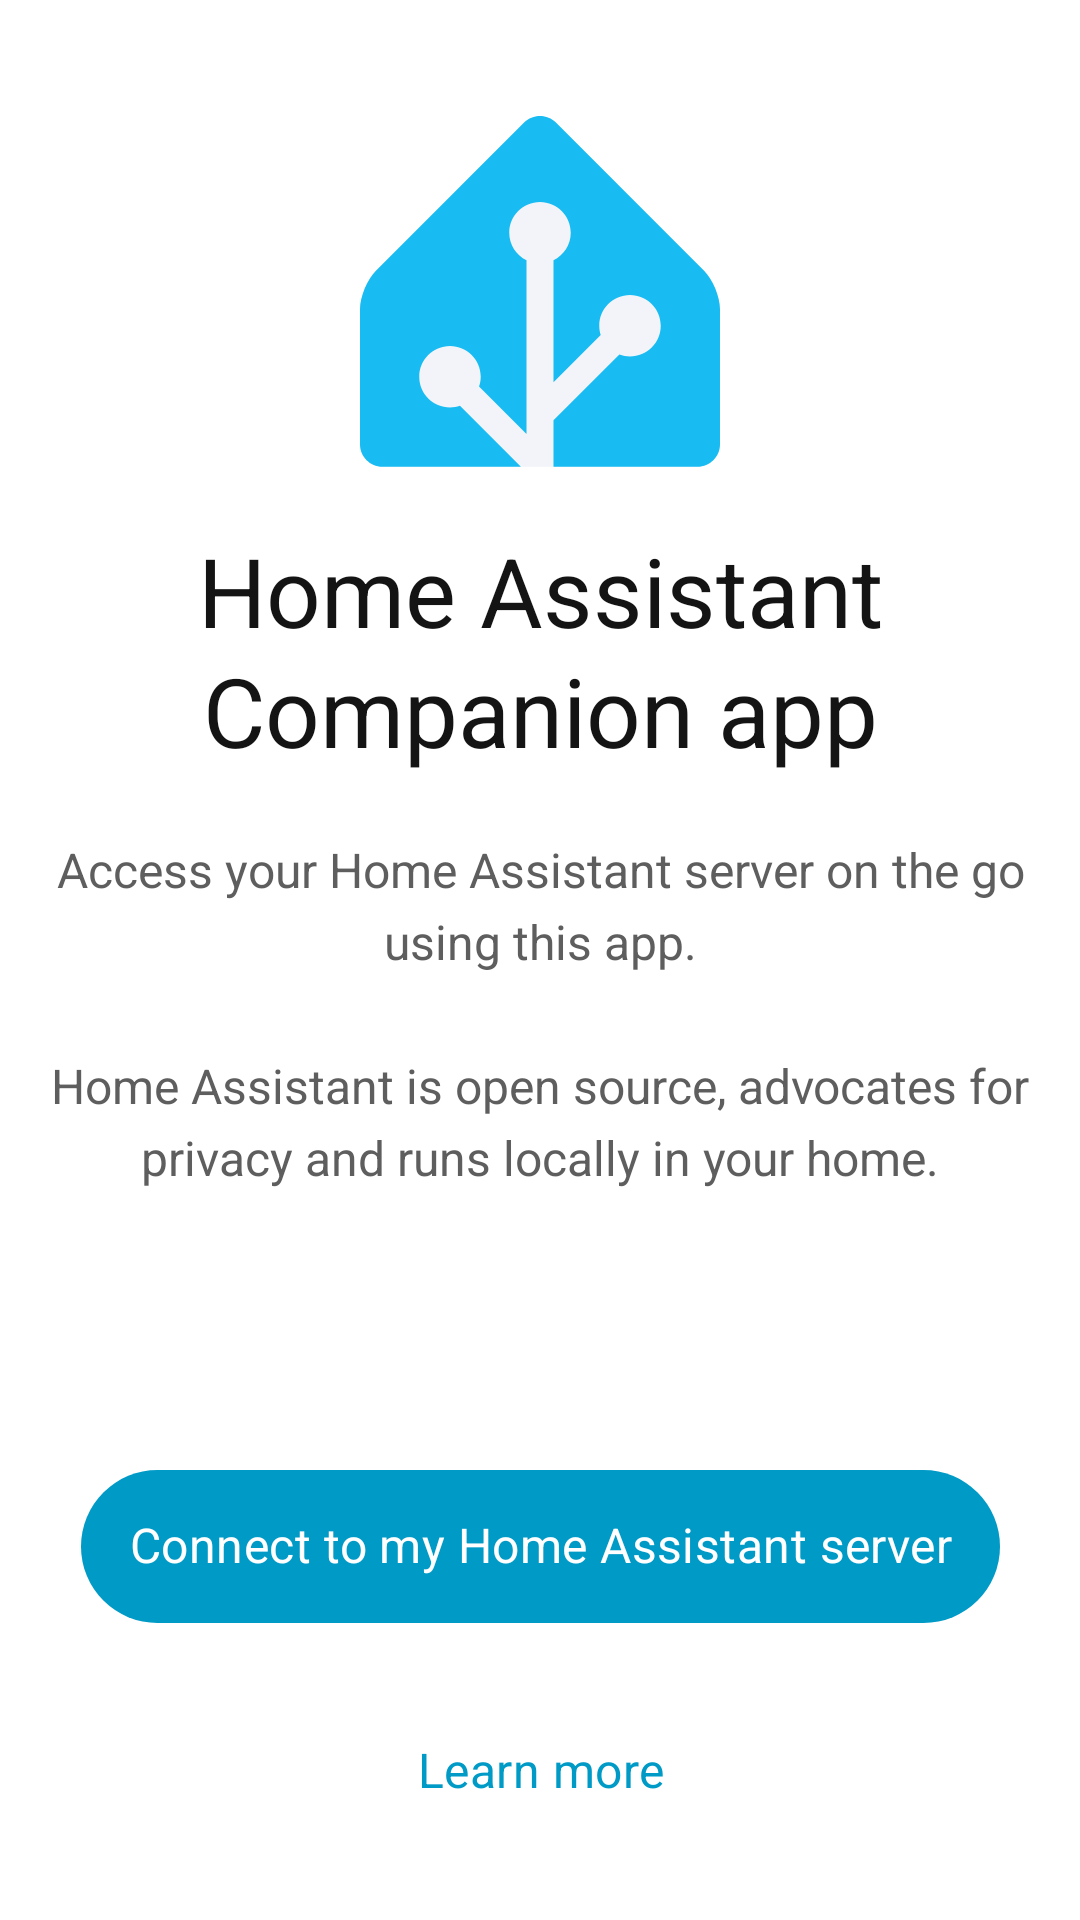 Home Assistant
Companion app
Access your Home Assistant server on the go
using this app.
Home Assistant is open source, advocates for
privacy and runs locally in your home.
Connect to my Home Assistant server
Learn more